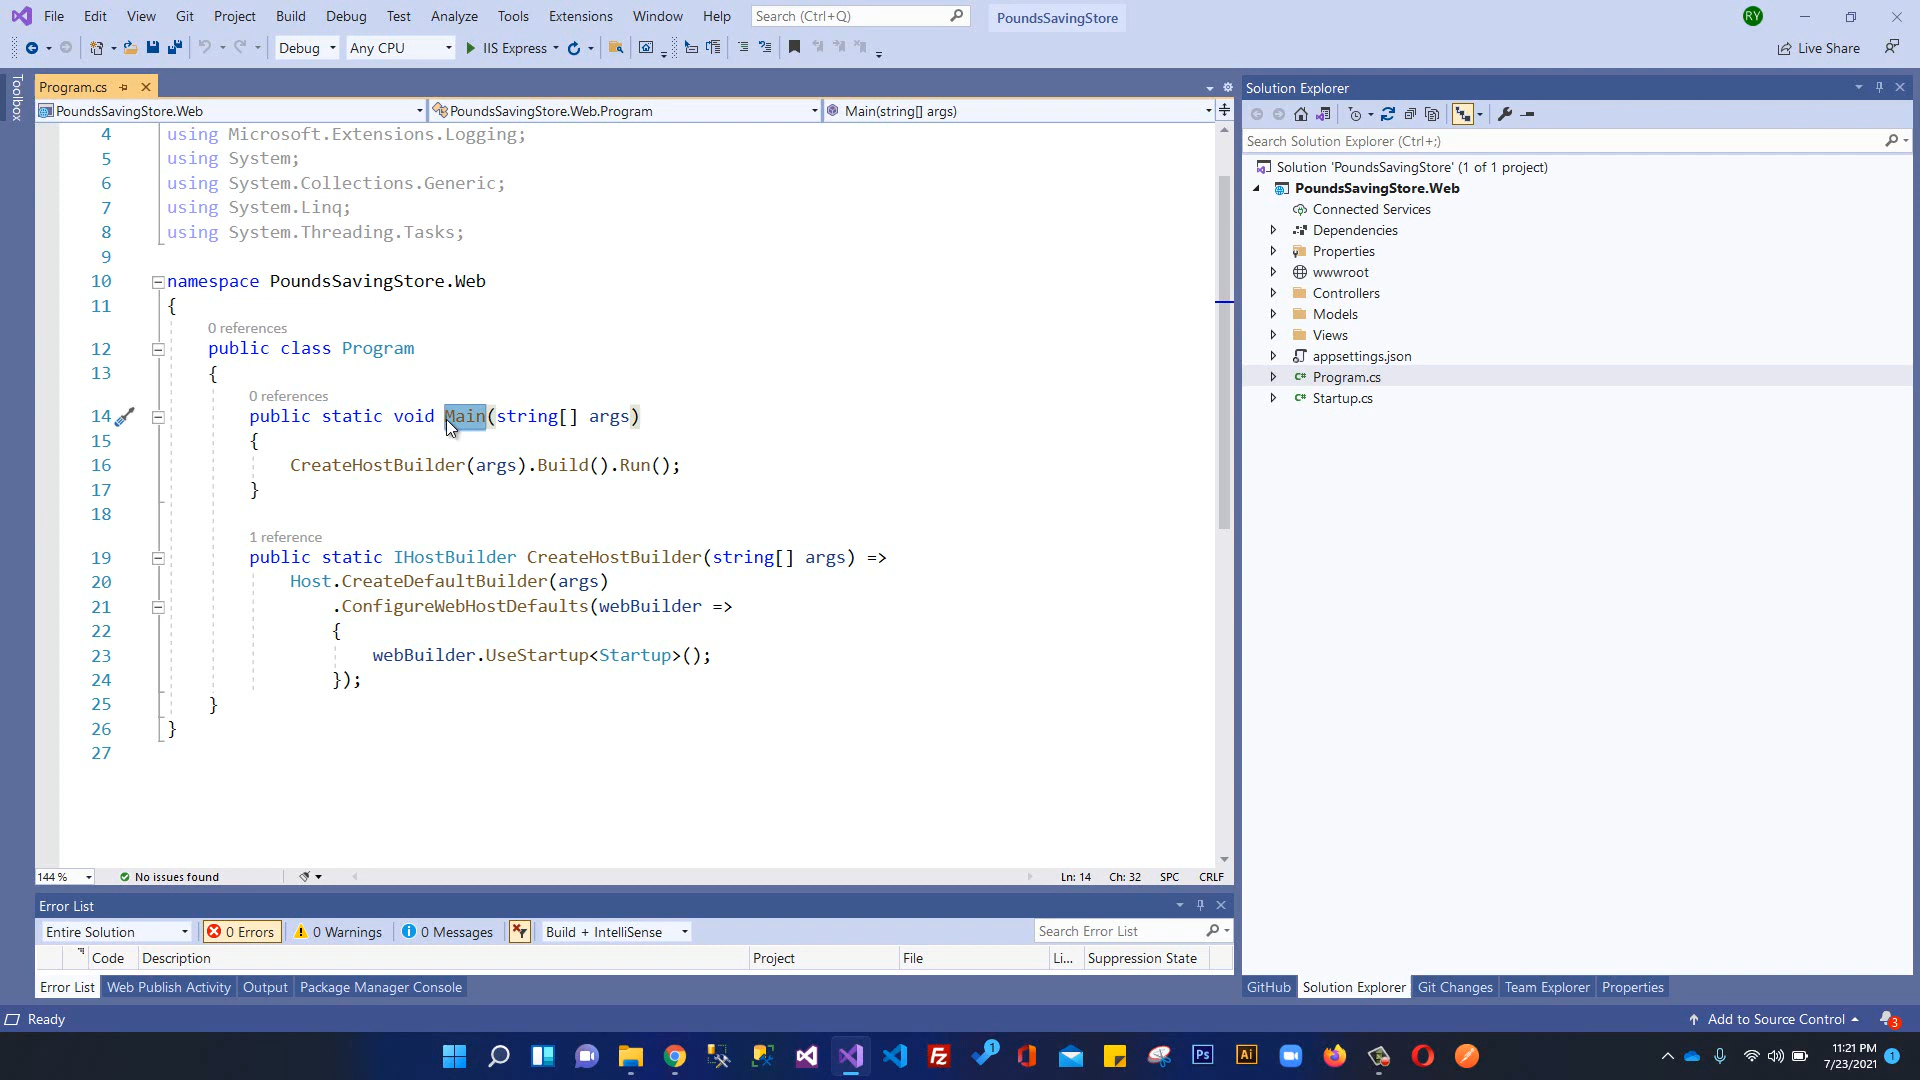 File Edit View Git Project Build Debug Test Analyze Tools Extensions Window Help Search (Ctrl+Q) PoundsSavingStore RY
Debug Any CPU IIS Express Live Share
Toolbox
Program.cs
PoundsSavingStore.Web PoundsSavingStore.Web.Program Main(string[] args)
4 using Microsoft.Extensions.Logging;
5 using System;
6 using System.Collections.Generic;
7 using System.Linq;
8 using System.Threading.Tasks;
9
10 namespace PoundsSavingStore.Web
11 {
0 references
12 public class Program
13 {
0 references
14 public static void Main(string[] args)
15 {
16 CreateHostBuilder(args).Build().Run();
17 }
18
1 reference
19 public static IHostBuilder CreateHostBuilder(string[] args) =>
20 Host.CreateDefaultBuilder(args)
21 .ConfigureWebHostDefaults(webBuilder =>
22 {
23 webBuilder.UseStartup<Startup>();
24 });
25 }
26 }
27
144 % No issues found Ln: 14 Ch: 32 SPC CRLF
Error List
Entire Solution 0 Errors 0 Warnings 0 Messages Build + IntelliSense Search Error List
Code Description Project File Li... Suppression State
Error List Web Publish Activity Output Package Manager Console
Solution Explorer
Search Solution Explorer (Ctrl+;)
Solution 'PoundsSavingStore' (1 of 1 project)
PoundsSavingStore.Web
Connected Services
Dependencies
Properties
wwwroot
Controllers
Models
Views
appsettings.json
C# Program.cs
C# Startup.cs
GitHub Solution Explorer Git Changes Team Explorer Properties
Ready Add to Source Control 3
1 Fz Ps Ai
11:21 PM
7/23/2021 1